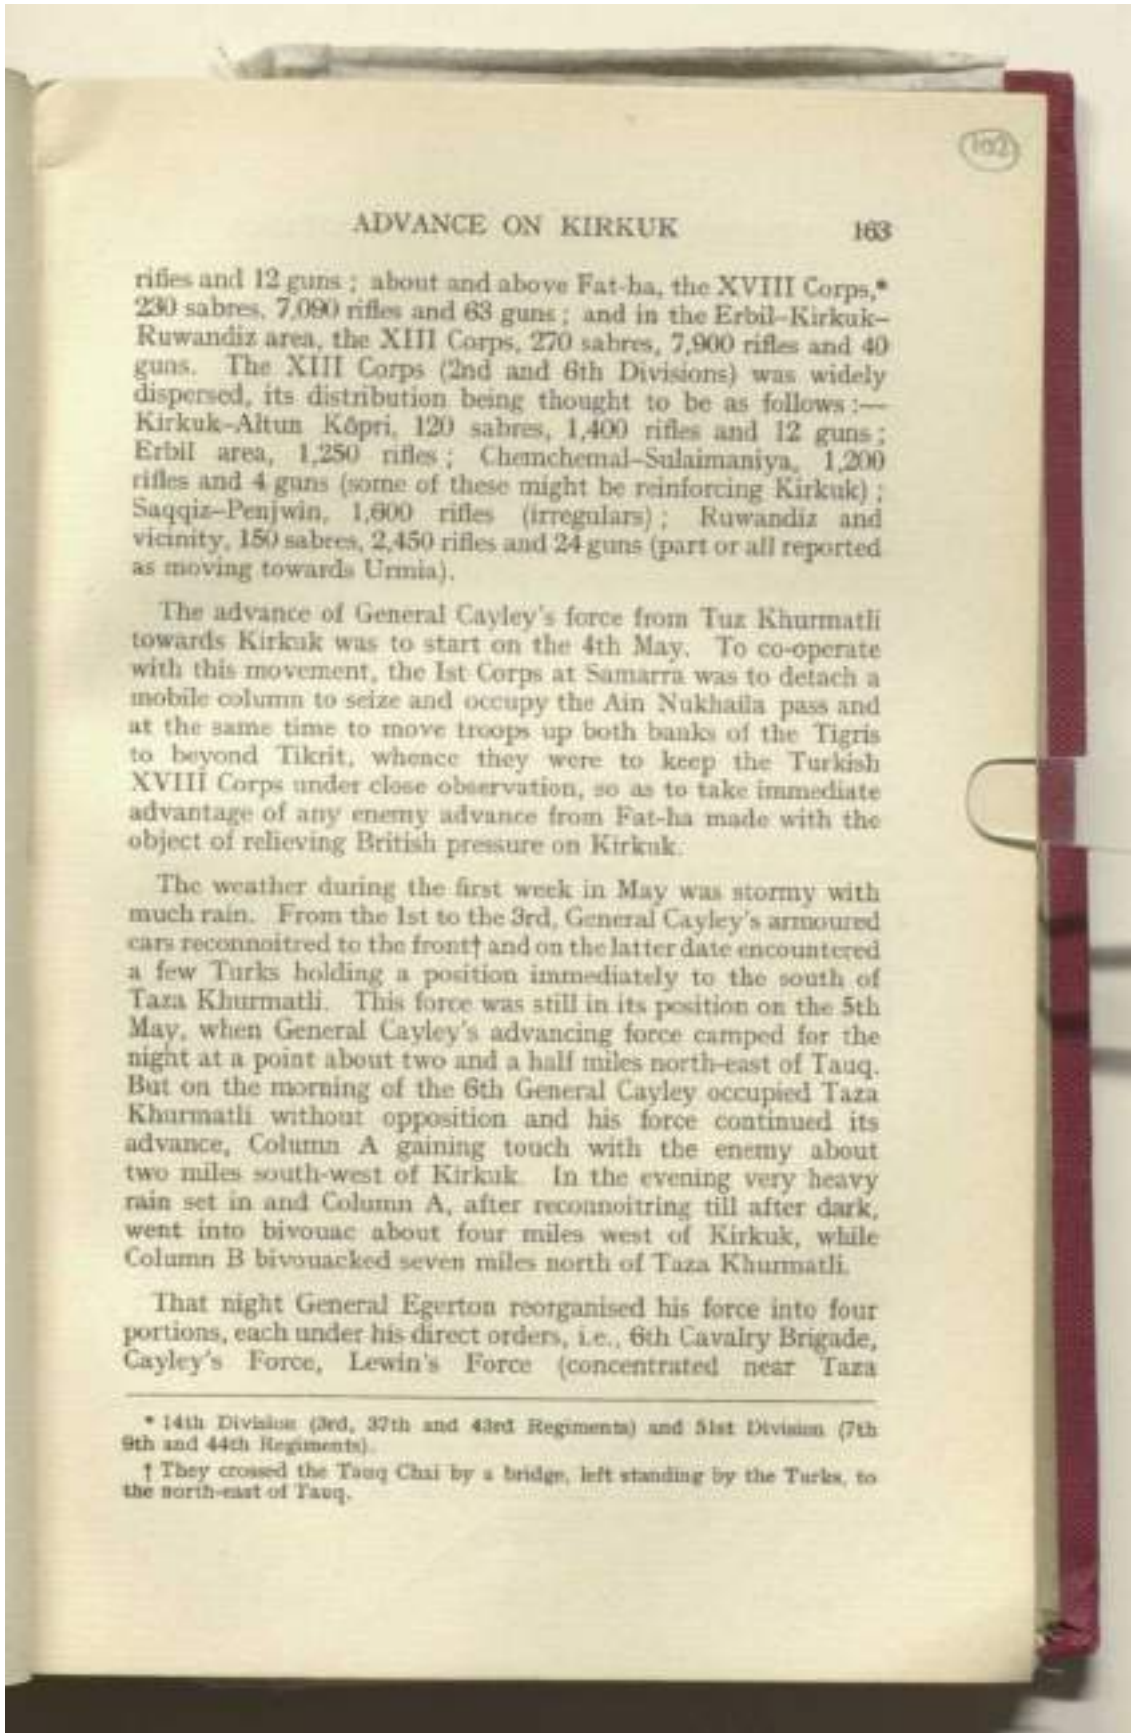 102
ADVANCE ON KIRKUK 163
rifles and 12 guns ; about and above Fat-ha, the XVIII Corps,*
230 sabres, 7,090 rifles and 63 guns ; and in the Erbil–Kirkuk–
Ruwandiz area, the XIII Corps, 270 sabres, 7,900 rifles and 40
guns. The XIII Corps (2nd and 6th Divisions) was widely
dispersed, its distribution being thought to be as follows :—
Kirkuk–Altun Köpri, 120 sabres, 1,400 rifles and 12 guns ;
Erbil area, 1,250 rifles ; Chemchemal–Sulaimaniya, 1,200
rifles and 4 guns (some of these might be reinforcing Kirkuk) ;
Saqqiz–Penjwin, 1,600 rifles (irregulars) ; Ruwandiz and
vicinity, 150 sabres, 2,450 rifles and 24 guns (part or all reported
as moving towards Urmia).
The advance of General Cayley's force from Tuz Khurmatli
towards Kirkuk was to start on the 4th May. To co-operate
with this movement, the Ist Corps at Samarra was to detach a
mobile column to seize and occupy the Ain Nukhaila pass and
at the same time to move troops up both banks of the Tigris
to beyond Tikrit, whence they were to keep the Turkish
XVIII Corps under close observation, so as to take immediate
advantage of any enemy advance from Fat-ha made with the
object of relieving British pressure on Kirkuk.
The weather during the first week in May was stormy with
much rain. From the 1st to the 3rd, General Cayley's armoured
cars reconnoitred to the front† and on the latter date encountered
a few Turks holding a position immediately to the south of
Taza Khurmatli. This force was still in its position on the 5th
May, when General Cayley's advancing force camped for the
night at a point about two and a half miles north-east of Tauq.
But on the morning of the 6th General Cayley occupied Taza
Khurmatli without opposition and his force continued its
advance, Column A gaining touch with the enemy about
two miles south-west of Kirkuk. In the evening very heavy
rain set in and Column A, after reconnoitring till after dark,
went into bivouac about four miles west of Kirkuk, while
Column B bivouacked seven miles north of Taza Khurmatli.
That night General Egerton reorganised his force into four
portions, each under his direct orders, i.e., 6th Cavalry Brigade,
Cayley's Force, Lewin's Force (concentrated near Taza
* 14th Division (3rd, 37th and 43rd Regiments) and 51st Division (7th
9th and 44th Regiments).
† They crossed the Tauq Chai by a bridge, left standing by the Turks, to
the north-east of Tauq.